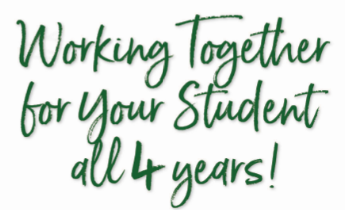 Working Together
for Your Student
all 4 years!